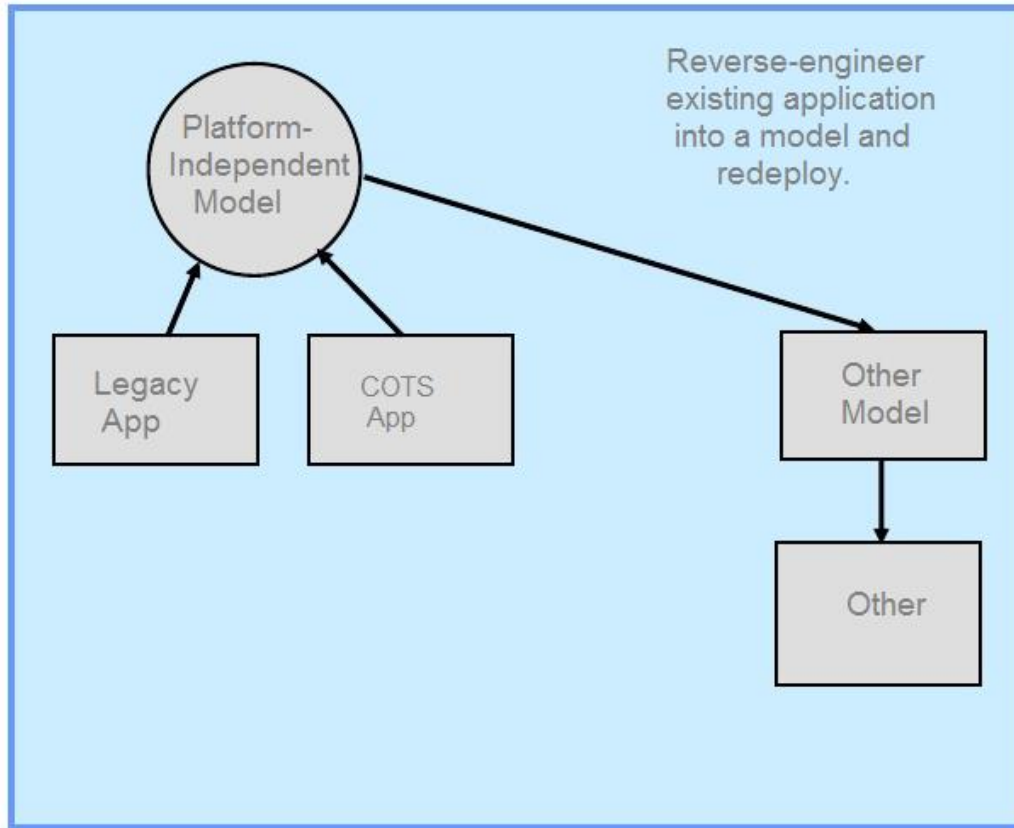 Platform-
Independent
Model
Reverse-engineer
existing application
into a model and
redeploy.
Legacy
App
COTS
App
Other
Model
Other